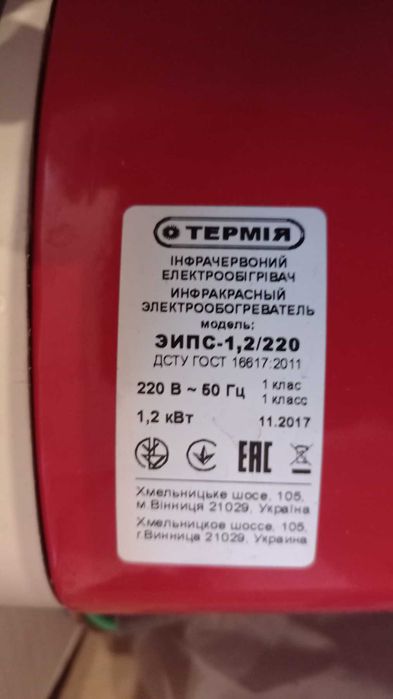 ТЕРМІЯ
ІНФРАЧЕРВОНИЙ
ЕЛЕКТРООБІГРІВАЧ
ИНФРАКРАСНЫЙ
ЭЛЕКТРООБОГРЕВАТЕЛЬ
модель:
ЭИПС-1,2/220
ДСТУ ГОСТ 16617:2011
220 В ~ 50 Гц 1 клас
1 класс
1,2 кВт 11.2017
EAC
Хмельницьке шосе, 105,
м.Вінниця 21029, Україна
Хмельницкое шоссе, 105,
г.Винница 21029, Украина